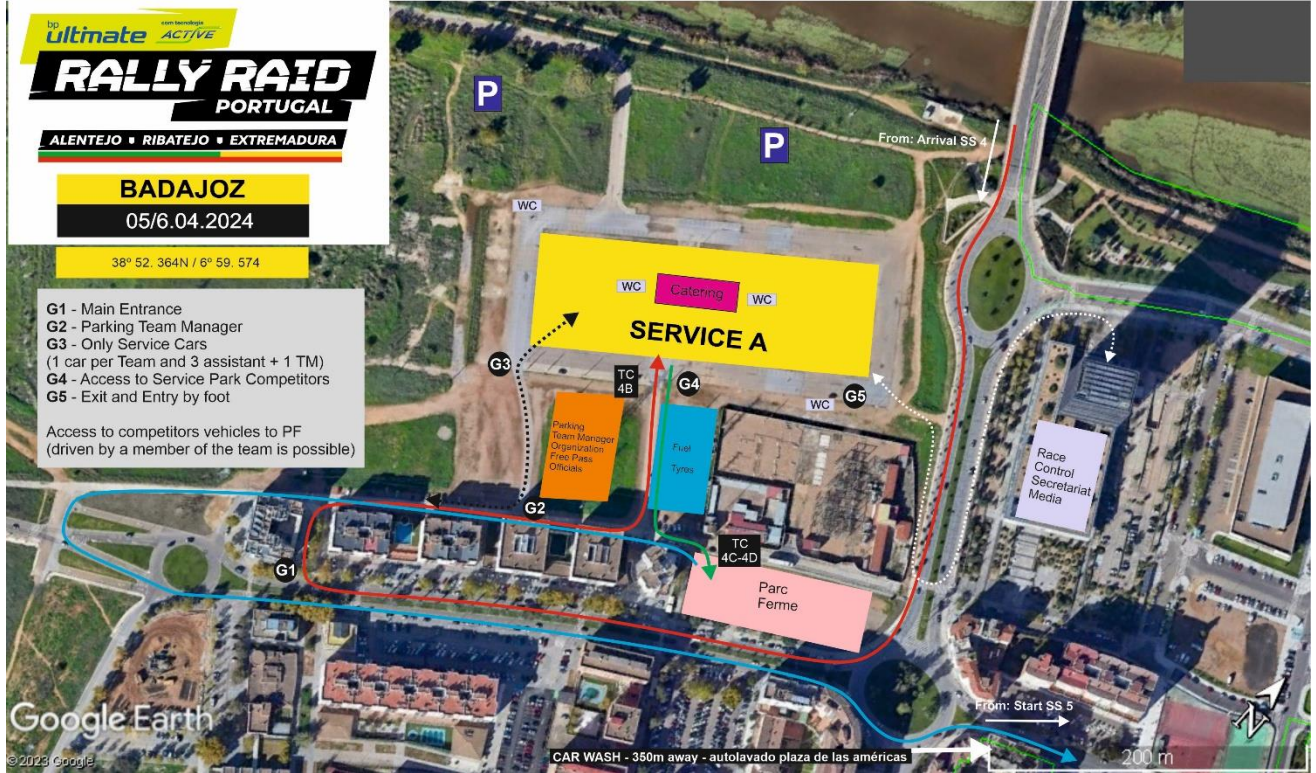 bp
ultimate
com tecnologia
ACTIVE
RALLY RAID
PORTUGAL
ALENTEJO RIBATEJO EXTREMADURA
BADAJOZ
05/6.04.2024
38º 52. 364N / 6º 59. 574
G1 - Main Entrance
G2 - Parking Team Manager
G3 - Only Service Cars
(1 car per Team and 3 assistant + 1 TM)
G4 - Access to Service Park Competitors
G5 - Exit and Entry by foot
Access to competitors vehicles to PF
(driven by a member of the team is possible)
P
P
From: Arrival SS 4
WC
WC
Catering
WC
SERVICE A
G3
TC
4B
G4
WC
G5
Parking
Team Manager
Organization
Free Pass
Officials
Fuel
Tyres
Race
Control
Secretariat
Media
G2
TC
4C-4D
G1
Parc
Ferme
From: Start SS 5
N
Google Earth
© 2023 Google
CAR WASH - 350m away - autolavado plaza de las américas
200 m